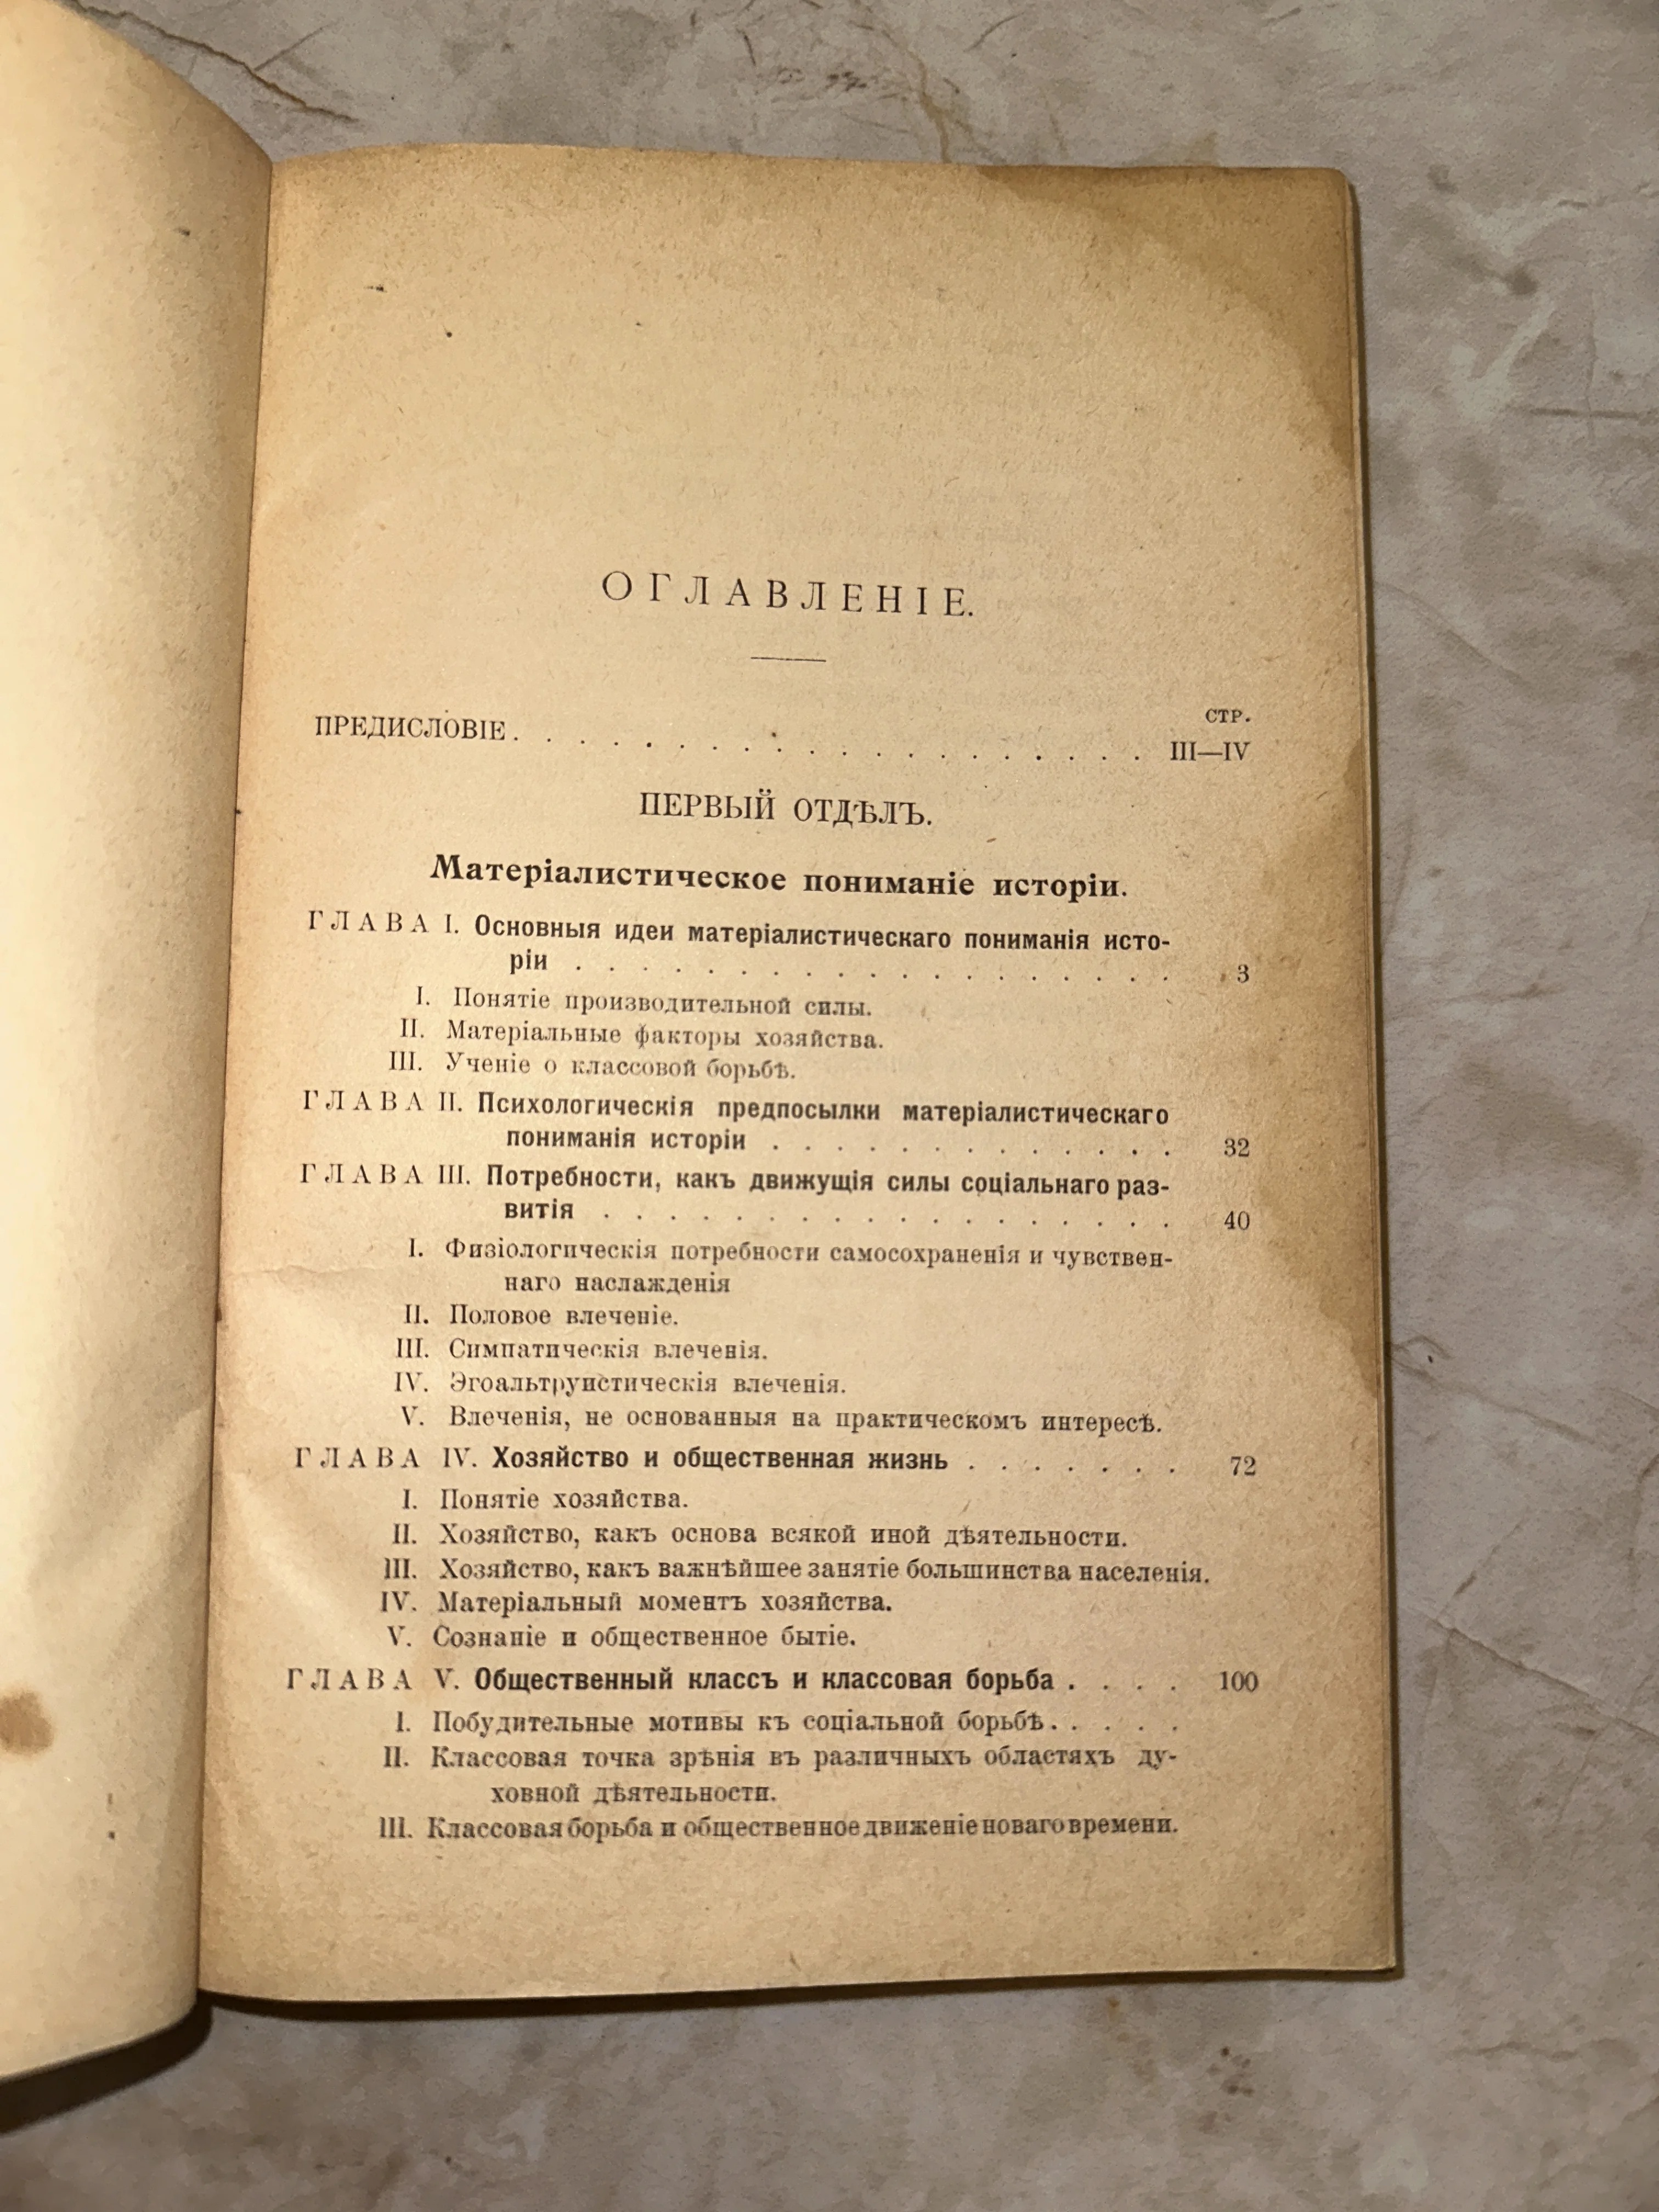 ОГЛАВЛЕНІЕ.
СТР.
ПРЕДИСЛОВІЕ. . . . . . . . . . . . . . . . . . . . III—IV
ПЕРВЫЙ ОТДѢЛЪ.
Матеріалистическое пониманіе исторіи.
ГЛАВА I. Основныя идеи матеріалистическаго пониманія исто-
ріи . . . . . . . . . . . . . . . . . . . 3
I. Понятіе производительной силы.
II. Матеріальные факторы хозяйства.
III. Ученіе о классовой борьбѣ.
ГЛАВА II. Психологическія предпосылки матеріалистическаго
пониманія исторіи . . . . . . . . . . . . . 32
ГЛАВА III. Потребности, какъ движущія силы соціальнаго раз-
витія . . . . . . . . . . . . . . . . . . 40
I. Физіологическія потребности самосохраненія и чувствен-
наго наслажденія
II. Половое влеченіе.
III. Симпатическія влеченія.
IV. Эгоальтруистическія влеченія.
V. Влеченія, не основанныя на практическомъ интересѣ.
ГЛАВА IV. Хозяйство и общественная жизнь . . . . . . . 72
I. Понятіе хозяйства.
II. Хозяйство, какъ основа всякой иной дѣятельности.
III. Хозяйство, какъ важнѣйшее занятіе большинства населенія.
IV. Матеріальный моментъ хозяйства.
V. Сознаніе и общественное бытіе.
ГЛАВА V. Общественный классъ и классовая борьба . . . . 100
I. Побудительные мотивы къ соціальной борьбѣ. . . . .
II. Классовая точка зрѣнія въ различныхъ областяхъ ду-
ховной дѣятельности.
III. Классовая борьба и общественное движеніе новаго времени.